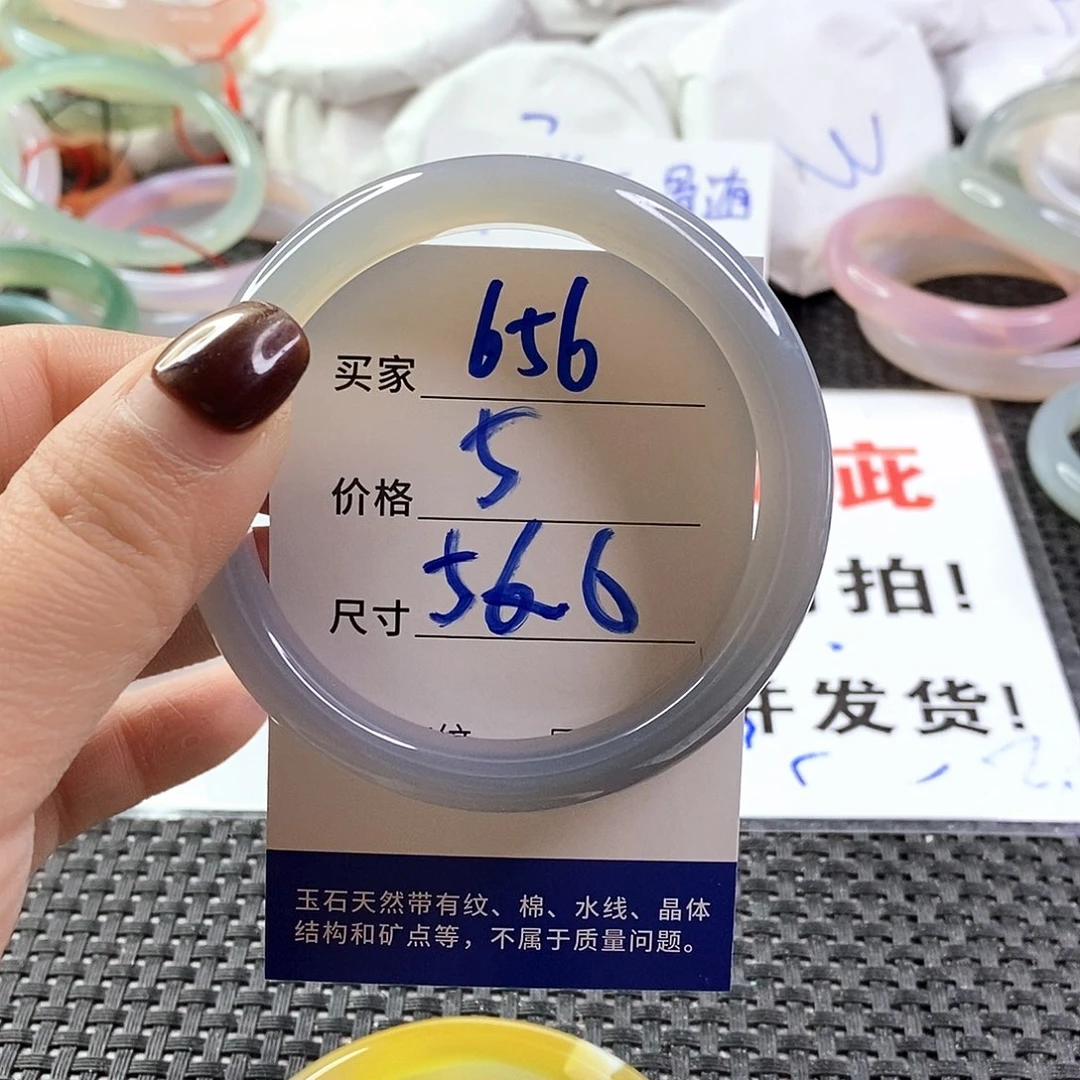 买家 656
价格 5
尺寸 56.6
玉石天然带有纹、棉、水线、晶体
结构和矿点等，不属于质量问题。
此
拍!
并发货!